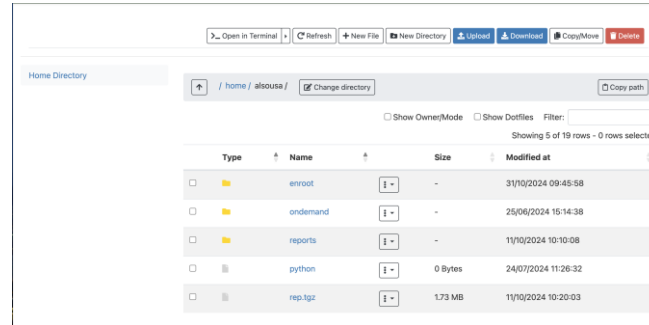 Open in Terminal Refresh New File New Directory Upload Download Copy/Move Delete
Home Directory
/ home / alsousa / Change directory Copy path
Show Owner/Mode Show Dotfiles Filter:
Showing 5 of 19 rows - 0 rows selecte
Type Name Size Modified at
enroot - 31/10/2024 09:45:58
ondemand - 25/06/2024 15:14:38
reports - 11/10/2024 10:10:08
python 0 Bytes 24/07/2024 11:26:32
rep.tgz 1.73 MB 11/10/2024 10:20:03